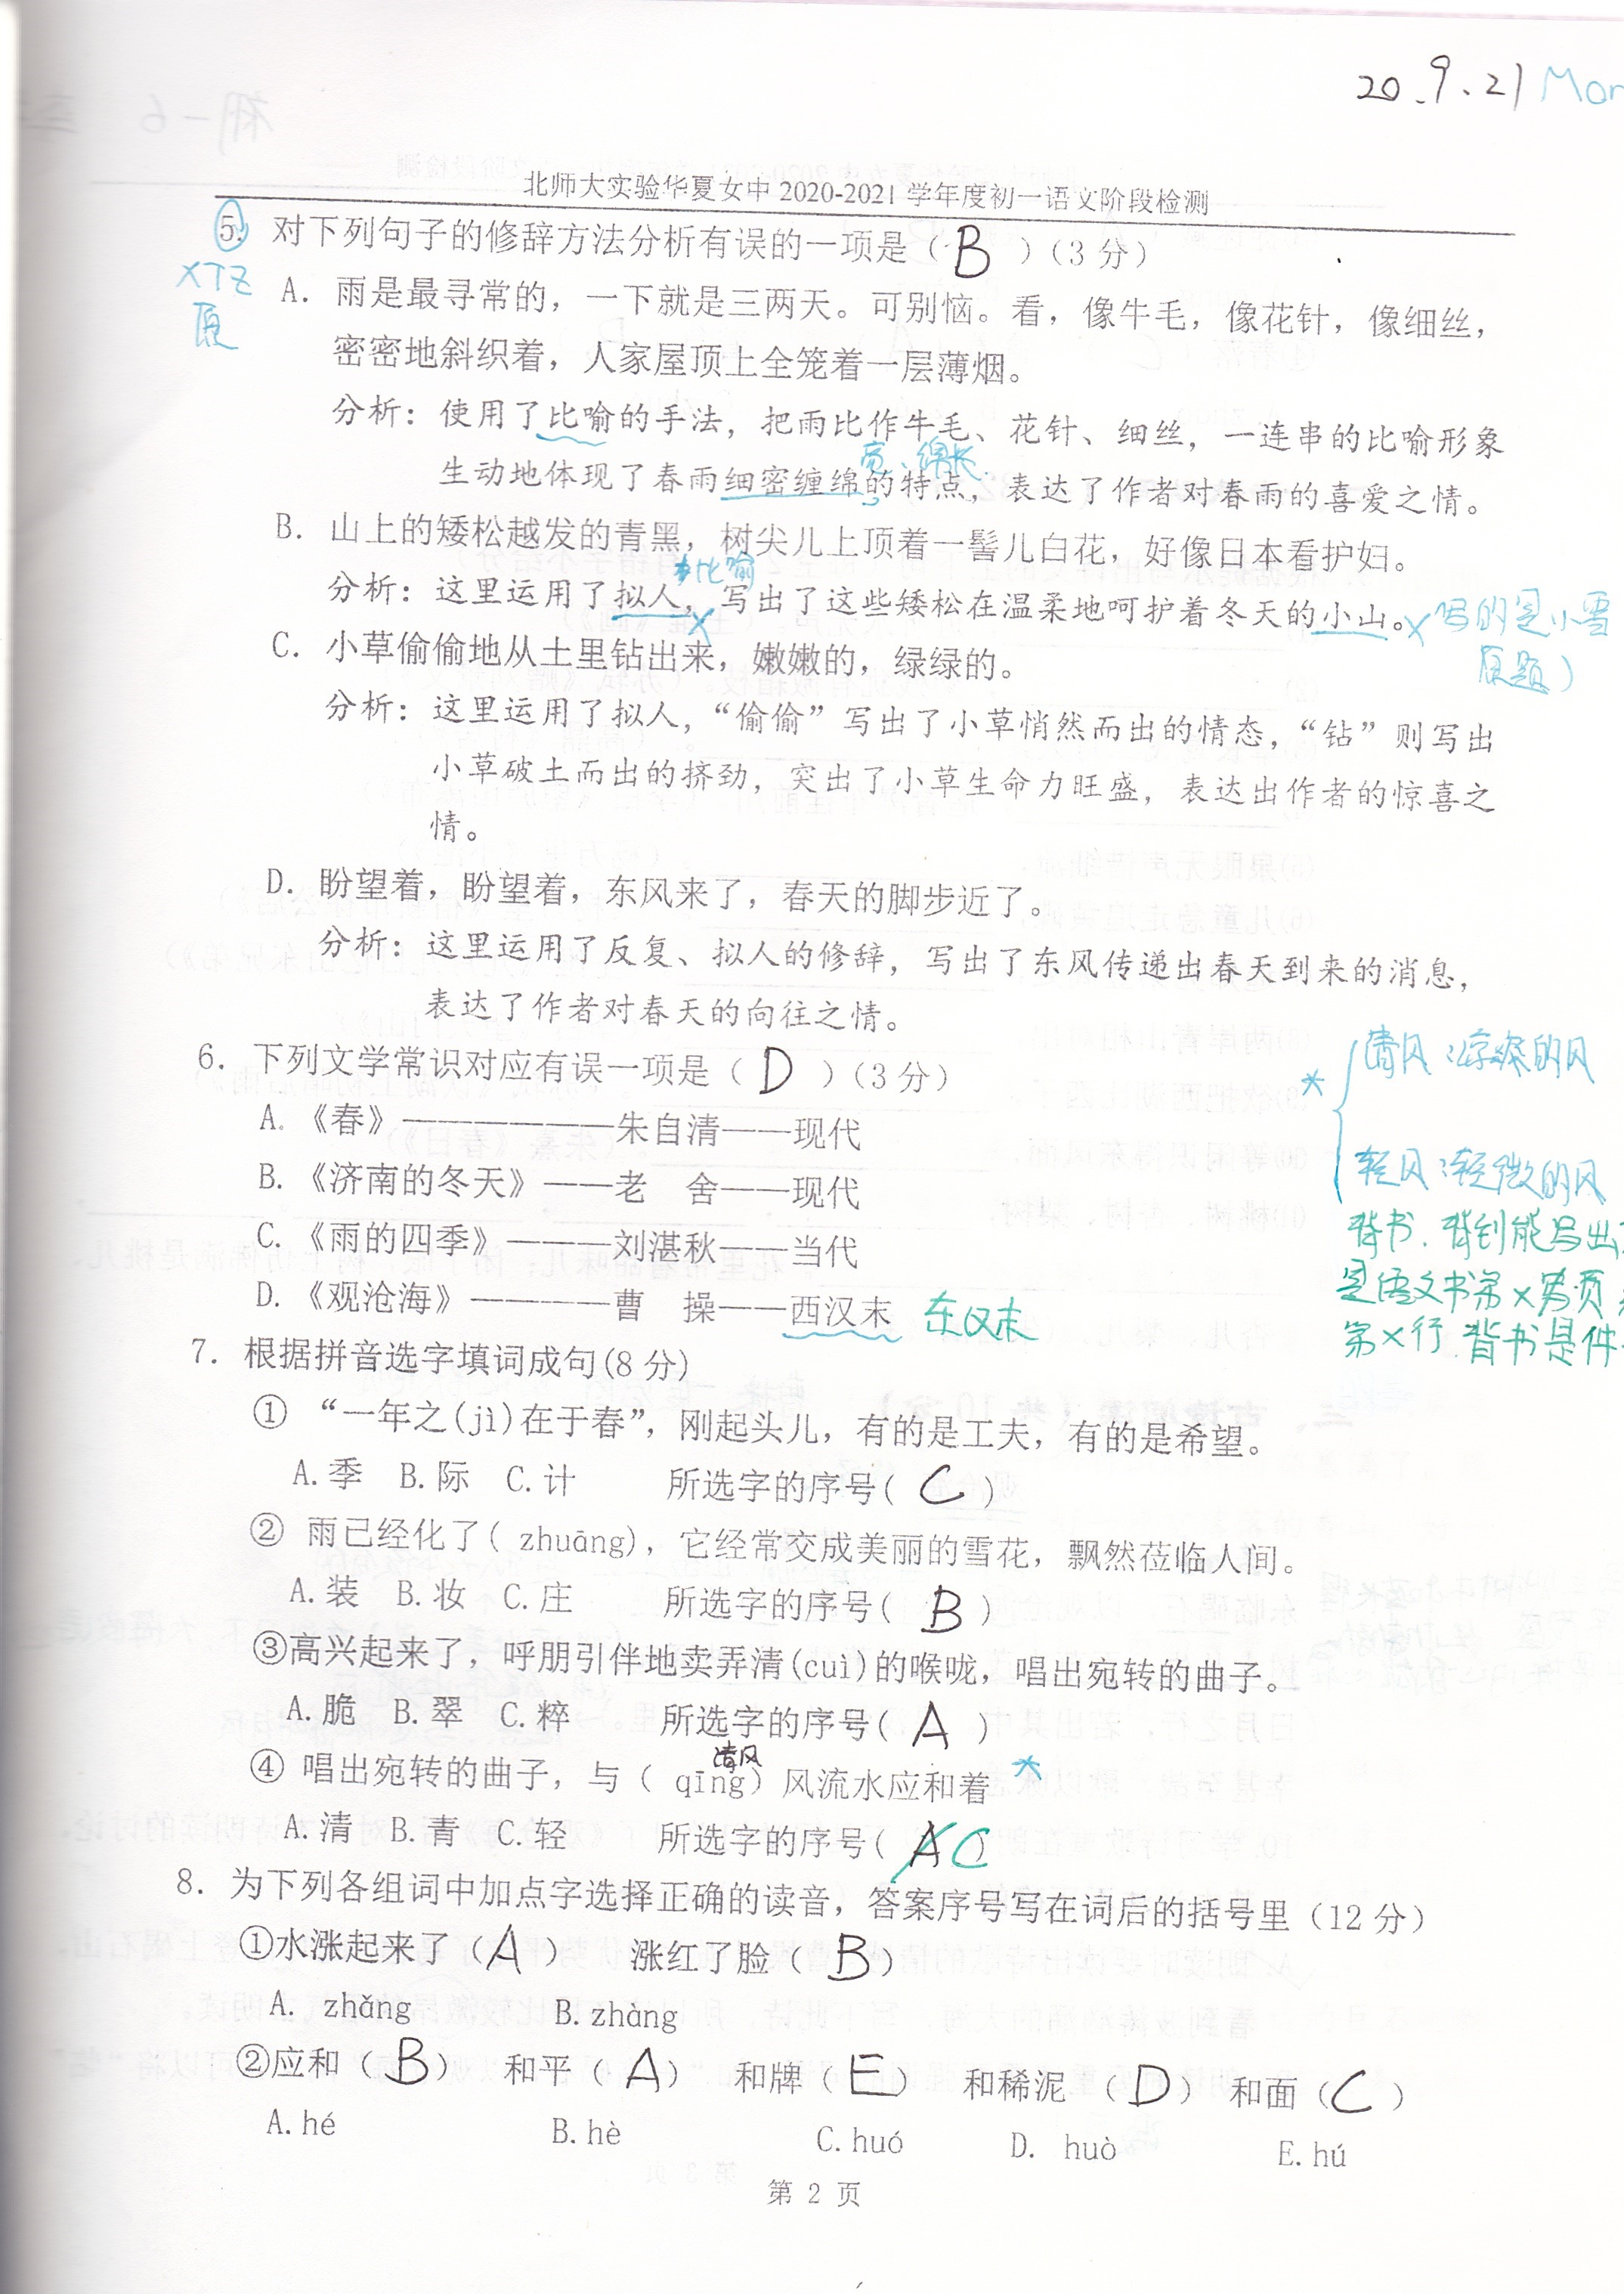 20.9.21 Mon
北师大实验华夏女中 2020-2021 学年度初一语文阶段检测
5. 对下列句子的修辞方法分析有误的一项是（ B ）（3 分）
XTZ
原
A. 雨是最寻常的，一下就是三两天。可别恼。看，像牛毛，像花针，像细丝，
密密地斜织着，人家屋顶上全笼着一层薄烟。
分析：使用了比喻的手法，把雨比作牛毛、花针、细丝，一连串的比喻形象
密、绵长
生动地体现了春雨细密缠绵的特点，表达了作者对春雨的喜爱之情。
B. 山上的矮松越发的青黑，树尖儿上顶着一髻儿白花，好像日本看护妇。
比喻
分析：这里运用了拟人，写出了这些矮松在温柔地呵护着冬天的小山。X 写的是小雪
原题）
C. 小草偷偷地从土里钻出来，嫩嫩的，绿绿的。
分析：这里运用了拟人，“偷偷”写出了小草悄然而出的情态，“钻”则写出
小草破土而出的挤劲，突出了小草生命力旺盛，表达出作者的惊喜之
情。
D. 盼望着，盼望着，东风来了，春天的脚步近了。
分析：这里运用了反复、拟人的修辞，写出了东风传递出春天到来的消息，
表达了作者对春天的向往之情。
6. 下列文学常识对应有误一项是（ D ）（3 分）
* 清风：凉爽的风
A. 《春》——————朱自清——现代
轻风：轻微的风
B. 《济南的冬天》——老 舍——现代
背书.背到能写出
C. 《雨的四季》———刘湛秋——当代
是语文书第X页
D. 《观沧海》————曹 操——西汉末 东汉末
第X行.背书是件
7. 根据拼音选字填词成句(8 分)
① “一年之(jì)在于春”，刚起头儿，有的是工夫，有的是希望。
A. 季 B. 际 C. 计 所选字的序号( C )
② 雨已经化了( zhuāng)，它经常交成美丽的雪花，飘然莅临人间。
A. 装 B. 妆 C. 庄 所选字的序号( B )
③高兴起来了，呼朋引伴地卖弄清(cuì)的喉咙，唱出宛转的曲子。
A. 脆 B. 翠 C. 粹 所选字的序号( A )
清风
④ 唱出宛转的曲子，与（ qīng）风流水应和着 *
A. 清 B. 青 C. 轻 所选字的序号( A C
8. 为下列各组词中加点字选择正确的读音，答案序号写在词后的括号里（12 分）
①水涨起来了（ A ） 涨红了脸（ B ）
A. zhǎng B. zhàng
②应和（ B ） 和平（ A ） 和牌（ E ） 和稀泥 （ D ） 和面（ C ）
A. hé B. hè C. huó D. huò E. hú
第 2 页